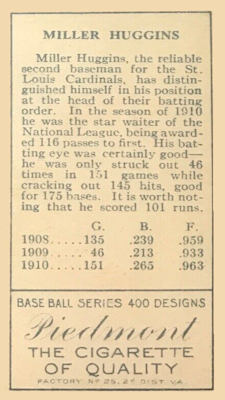 MILLER HUGGINS
Miller Huggins, the reliable
second baseman for the St.
Louis Cardinals, has distin-
guished himself in his position
at the head of their batting
order. In the season of 1910
he was the star waiter of the
National League, being award-
ed 116 passes to first. His bat-
ting eye was certainly good—
he was only struck out 46
times in 151 games while
cracking out 145 hits, good
for 175 bases. It is worth not-
ing that he scored 101 runs.
G. B. F.
1908.....135 .239 .959
1909..... 46 .213 .933
1910.....151 .265 .963
BASE BALL SERIES 400 DESIGNS
Piedmont
THE CIGARETTE
OF QUALITY
FACTORY No 25, 2d DIST. VA.